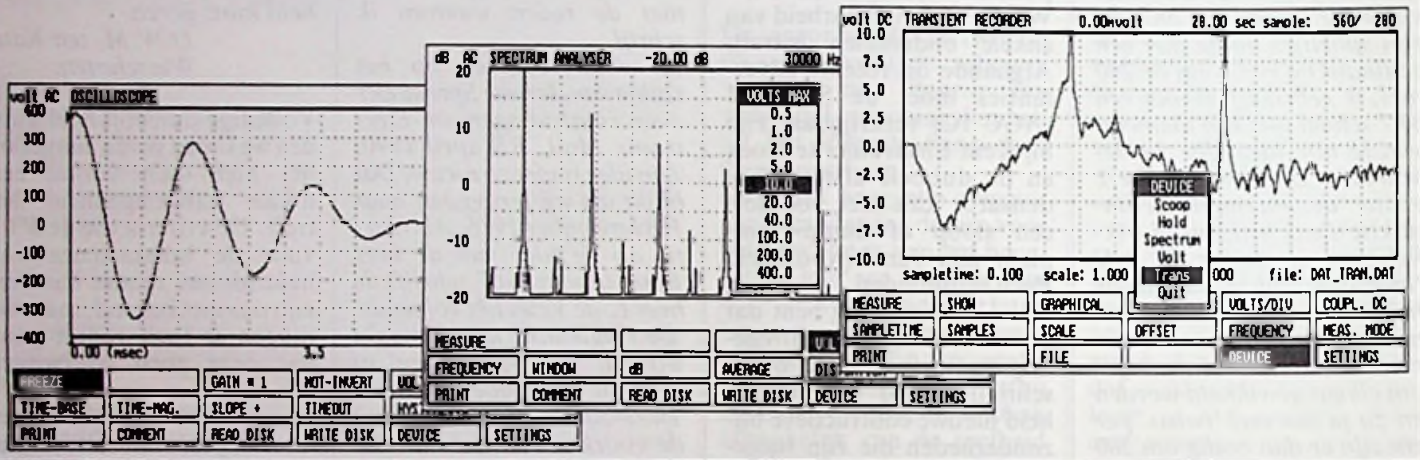 volt AC OSCILLOSCOPE
400
300
200
100
0
-100
-200
-300
-400
0.00 (msec) 3.5
FREEZE GAIN = 1 NOT-INVERT VOL
TIME-BASE TIME-MAG. SLOPE + TIMEOUT
PRINT COMMENT READ DISK WRITE DISK DEVICE SETTINGS
dB AC SPECTRUM ANALYSER -20.00 dB 30000 Hz
20
10
0
-10
-20
VOLTS MAX
0.5
1.0
2.0
5.0
10.0
20.0
40.0
100.0
200.0
400.0
MEASURE
FREQUENCY WINDOW dB AVERAGE
PRINT COMMENT READ DISK WRITE DISK DEVICE SETTINGS
volt DC TRANSIENT RECORDER 0.00volt 28.00 sec sample: 560/ 280
10.0
7.5
5.0
2.5
0.0
-2.5
-5.0
-7.5
-10.0
DEVICE
Scoop
Hold
Spectrum
Volt
Trans
Quit
sampletime: 0.100 scale: 1.000 000 file: DAT_TRAN.DAT
MEASURE SHOW GRAPHICAL VOLTS/DIV COUPL. DC
SAMPLETIME SAMPLES SCALE OFFSET FREQUENCY MEAS. MODE
PRINT FILE DEVICE SETTINGS